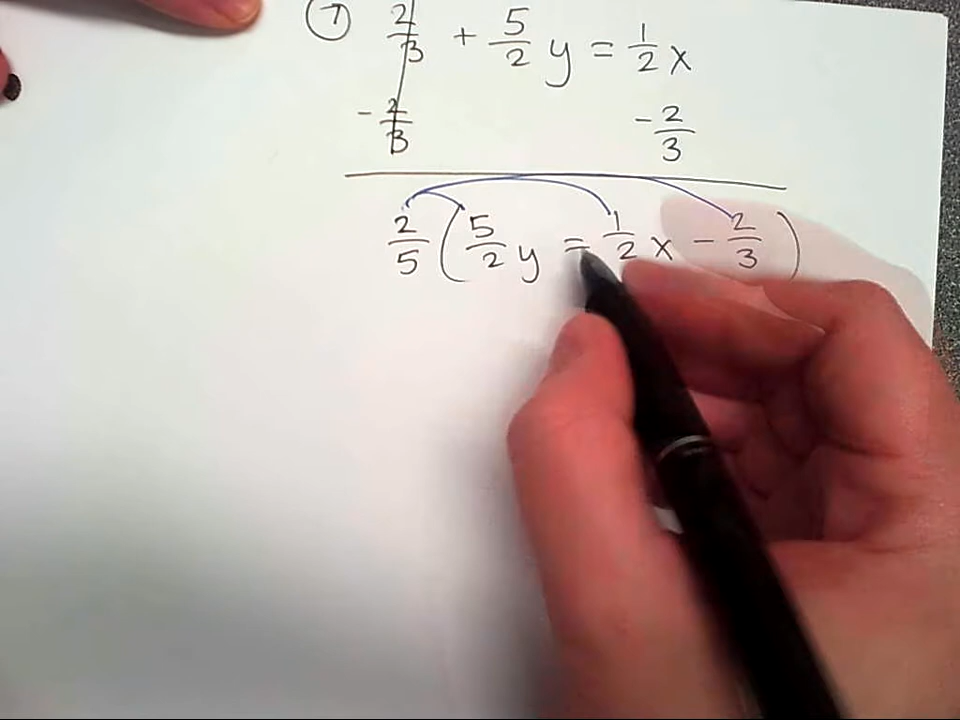 ⑦ 2/3 + 5/2 y = 1/2 x
- 2/3 - 2/3
2/5 ( 5/2 y = 1/2 x - 2/3 )